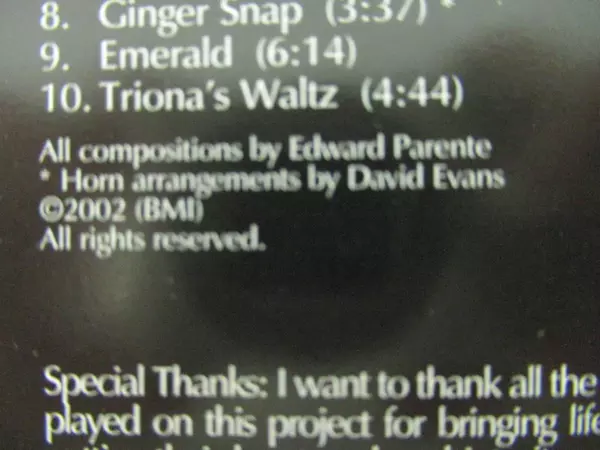 8. Ginger Snap (3:37) *
9. Emerald (6:14)
10. Triona's Waltz (4:44)
All compositions by Edward Parente
* Horn arrangements by David Evans
©2002 (BMI)
All rights reserved.
Special Thanks: I want to thank all the
played on this project for bringing life